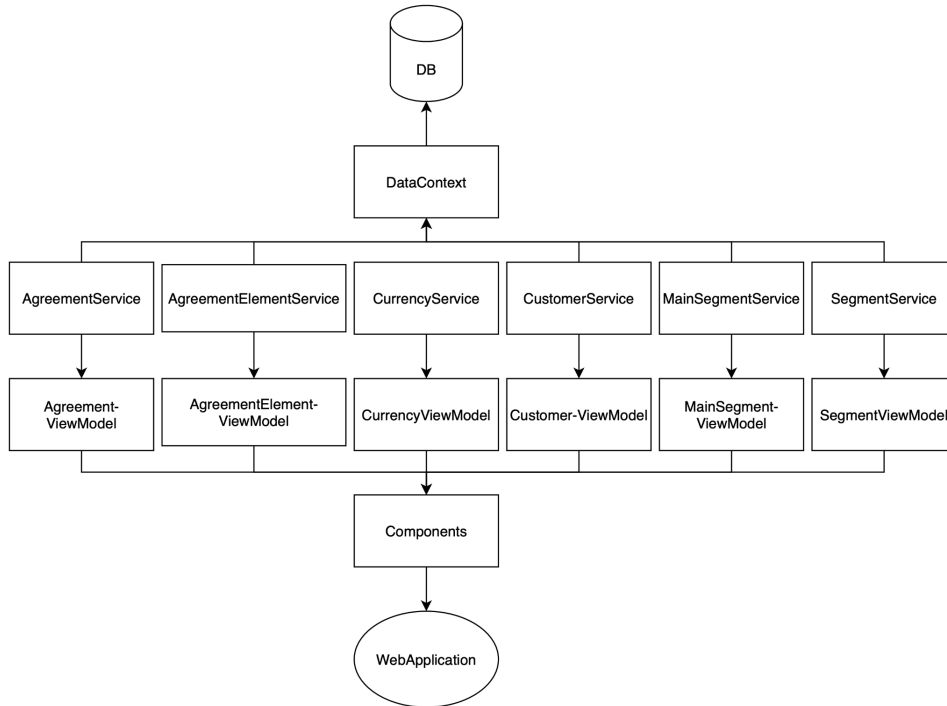 DB
DataContext
AgreementService
AgreementElementService
CurrencyService
CustomerService
MainSegmentService
SegmentService
Agreement-
ViewModel
AgreementElement-
ViewModel
CurrencyViewModel
Customer-ViewModel
MainSegment-
ViewModel
SegmentViewModel
Components
WebApplication